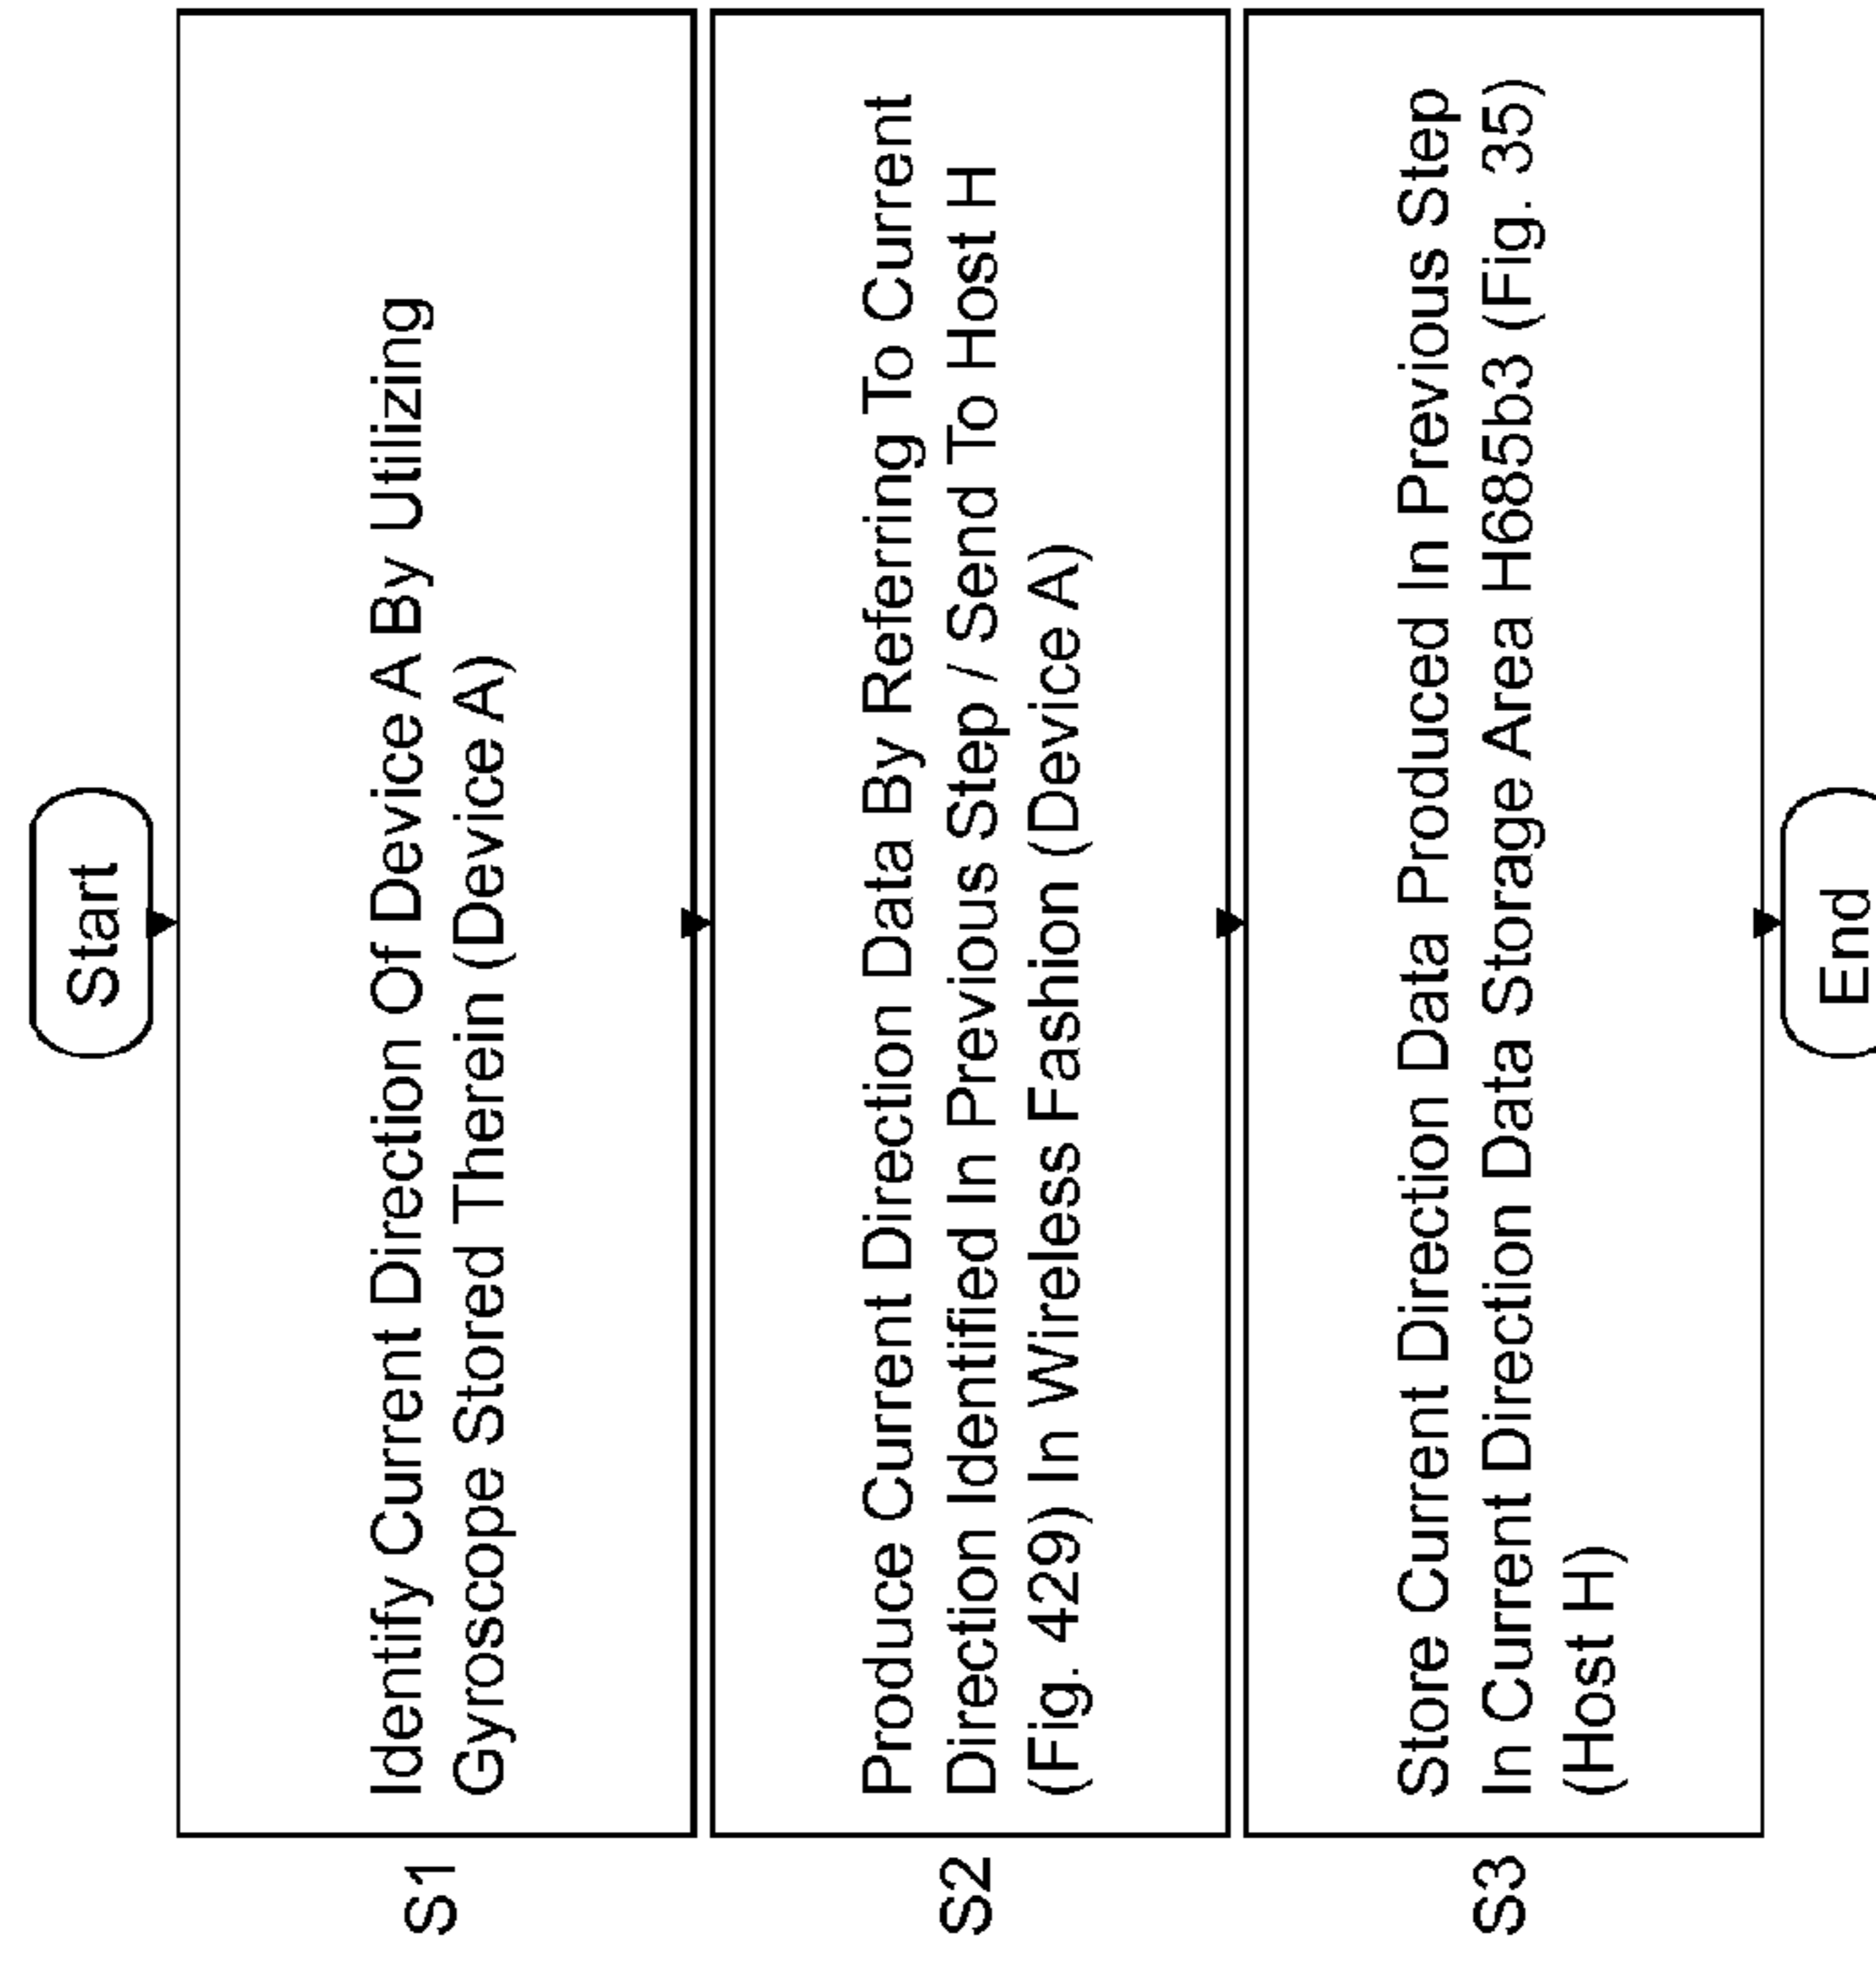 Start
S1
Identify Current Direction Of Device A By Utilizing
Gyroscope Stored Therein (Device A)
S2
Produce Current Direction Data By Referring To Current
Direction Identified In Previous Step / Send To Host H
(Fig. 429) In Wireless Fashion (Device A)
S3
Store Current Direction Data Produced In Previous Step
In Current Direction Data Storage Area H685b3 (Fig. 35)
(Host H)
End